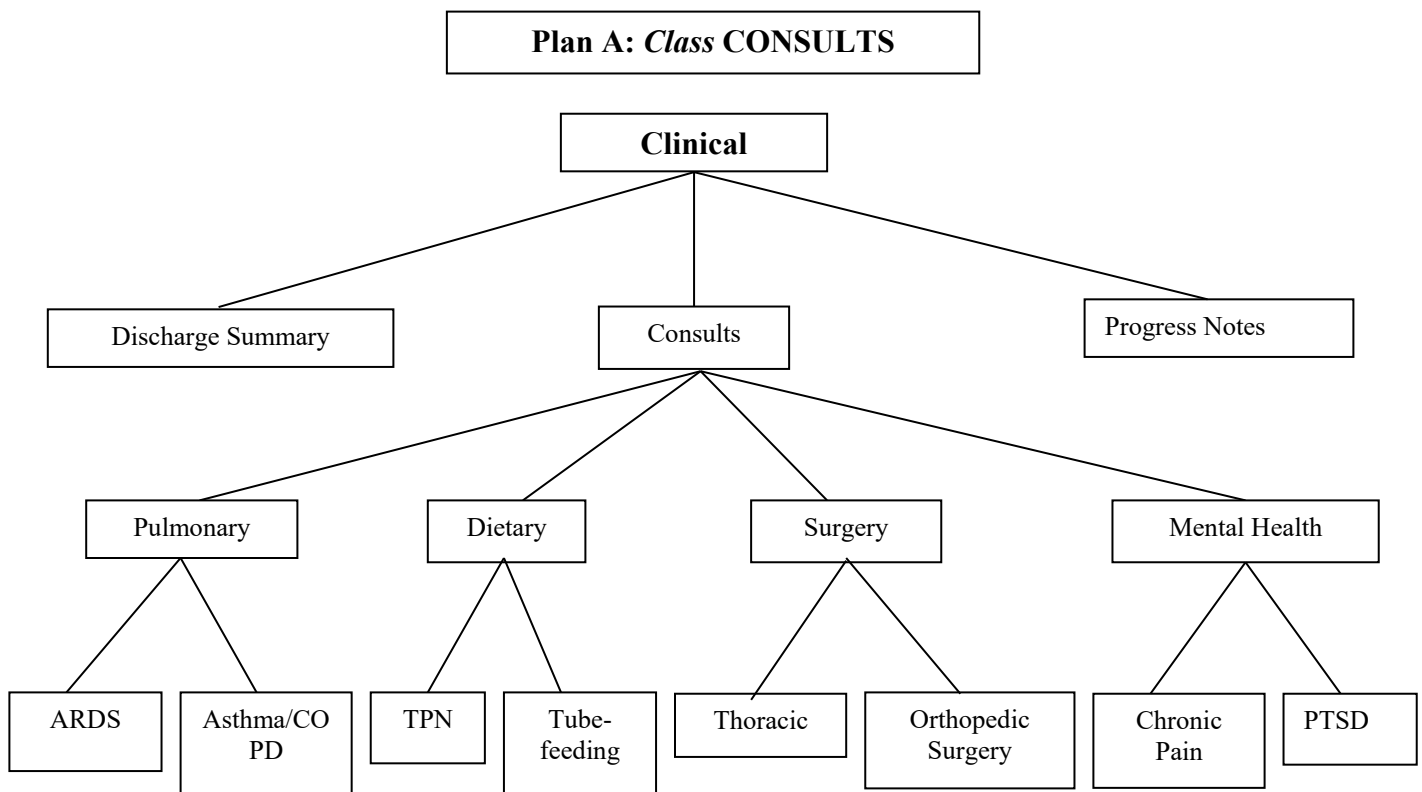 Plan A: Class CONSULTS
Clinical
Discharge Summary
Consults
Progress Notes
Pulmonary
Dietary
Surgery
Mental Health
ARDS
Asthma/CO
PD
TPN
Tube-
feeding
Thoracic
Orthopedic
Surgery
Chronic
Pain
PTSD